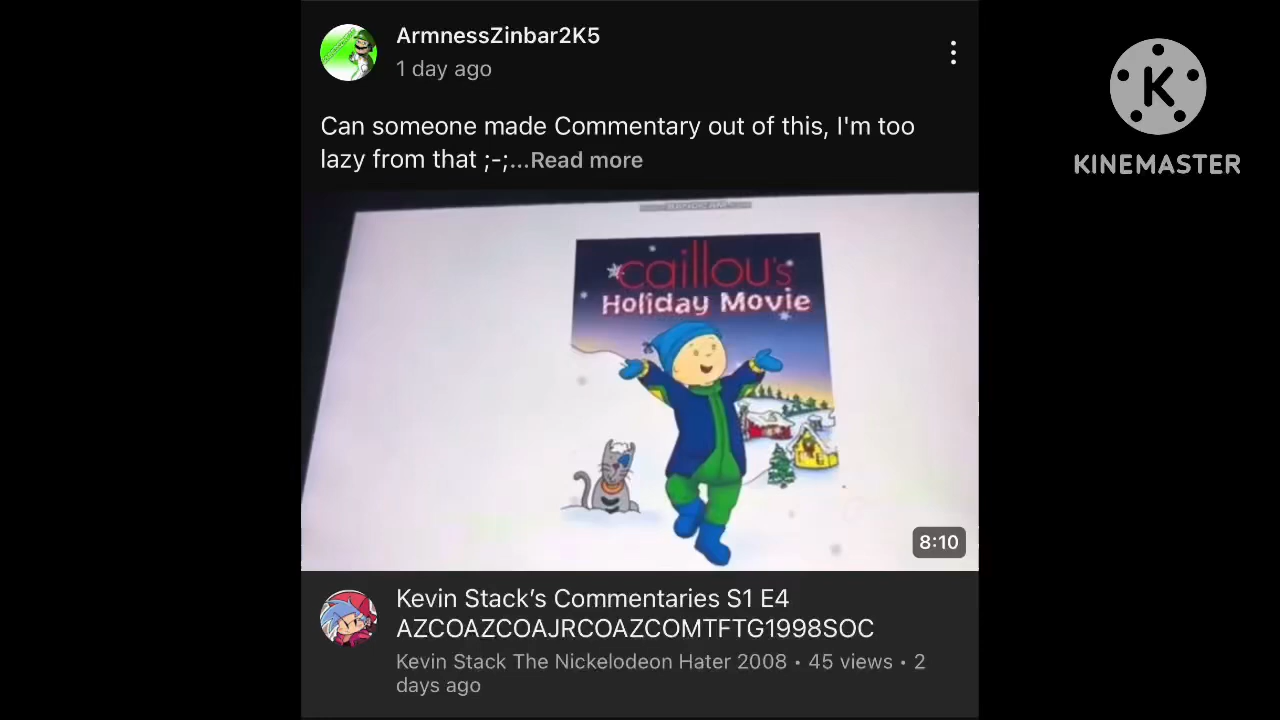 ArmnessZinbar2K5
1 day ago
Can someone made Commentary out of this, I'm too
lazy from that ;-;...Read more
K
KINEMASTER
caillou's
Holiday Movie
8:10
Kevin Stack’s Commentaries S1 E4
AZCOAZCOAJRCOAZCOMTFTG1998SOC
Kevin Stack The Nickelodeon Hater 2008 • 45 views • 2
days ago